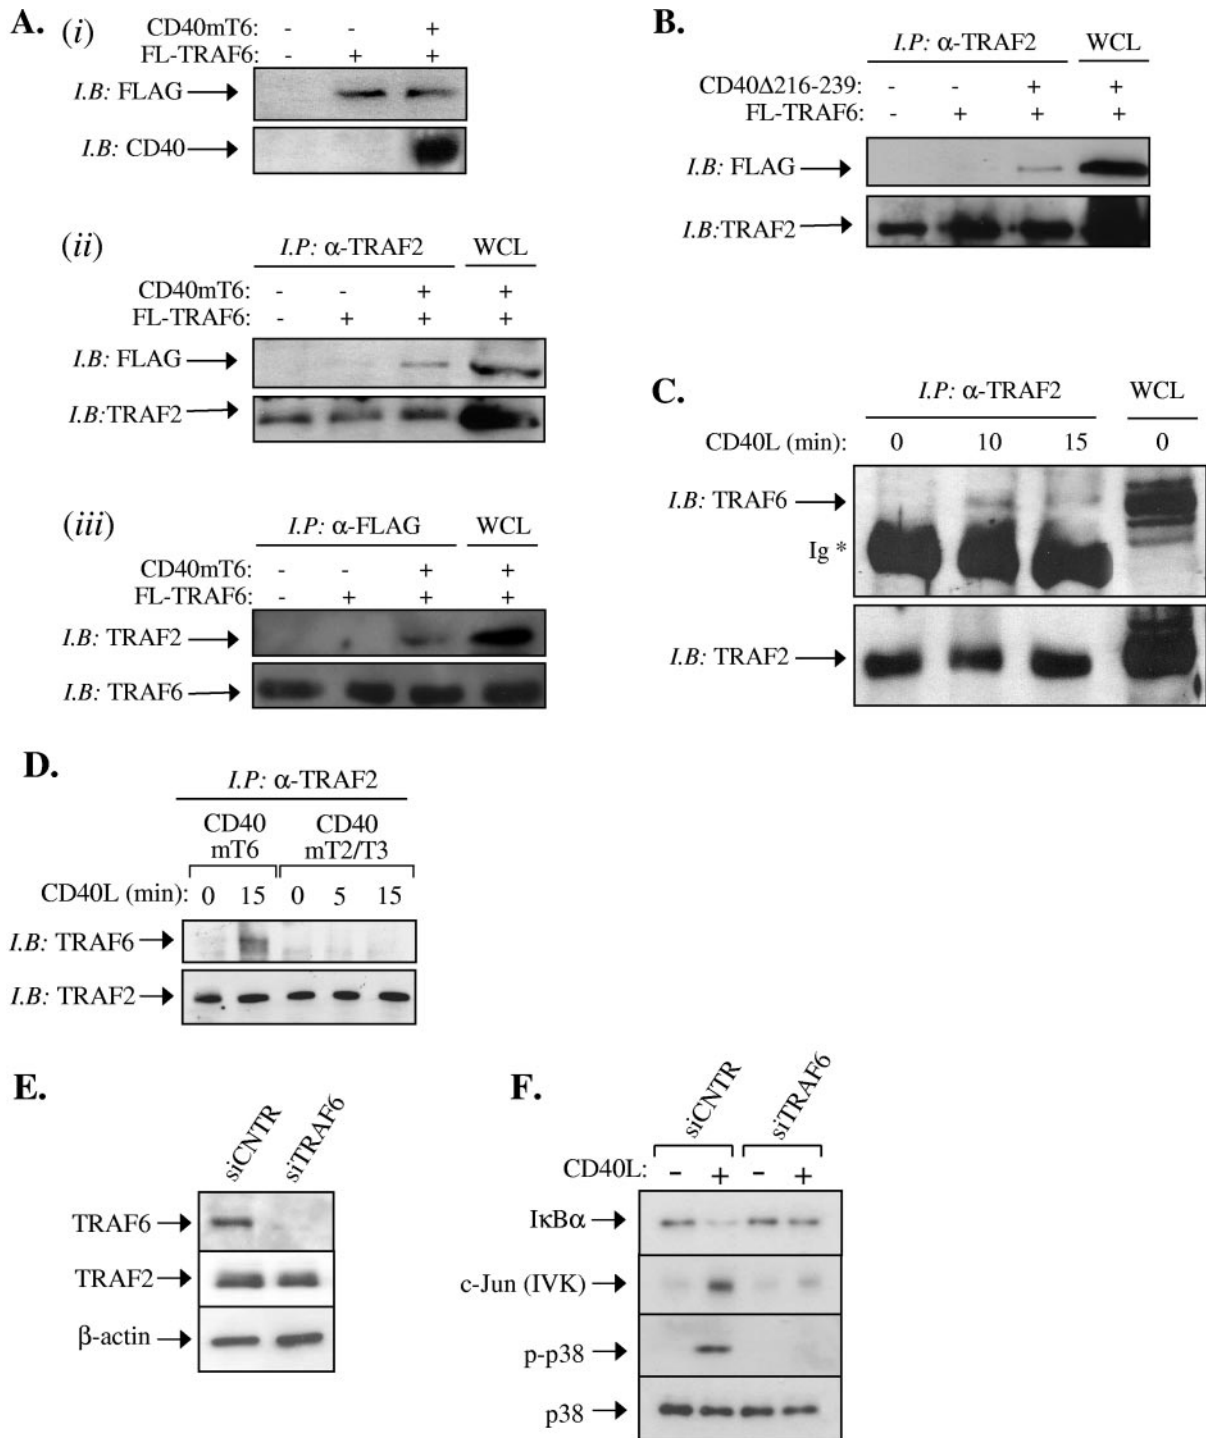 A. (i)
CD40mT6: - - +
FL-TRAF6: - + +
I.B: FLAG
I.B: CD40
(ii)
I.P: α-TRAF2 WCL
CD40mT6: - - + +
FL-TRAF6: - + + +
I.B: FLAG
I.B:TRAF2
(iii)
I.P: α-FLAG WCL
CD40mT6: - - + +
FL-TRAF6: - + + +
I.B: TRAF2
I.B: TRAF6
B.
I.P: α-TRAF2 WCL
CD40Δ216-239: - - + +
FL-TRAF6: - + + +
I.B: FLAG
I.B:TRAF2
C.
I.P: α-TRAF2 WCL
CD40L (min): 0 10 15 0
I.B: TRAF6
Ig *
I.B: TRAF2
D.
I.P: α-TRAF2
CD40 CD40
mT6 mT2/T3
CD40L (min): 0 15 0 5 15
I.B: TRAF6
I.B: TRAF2
E.
siCNTR siTRAF6
TRAF6
TRAF2
β-actin
F.
siCNTR siTRAF6
CD40L: - + - +
IκBα
c-Jun (IVK)
p-p38
p38